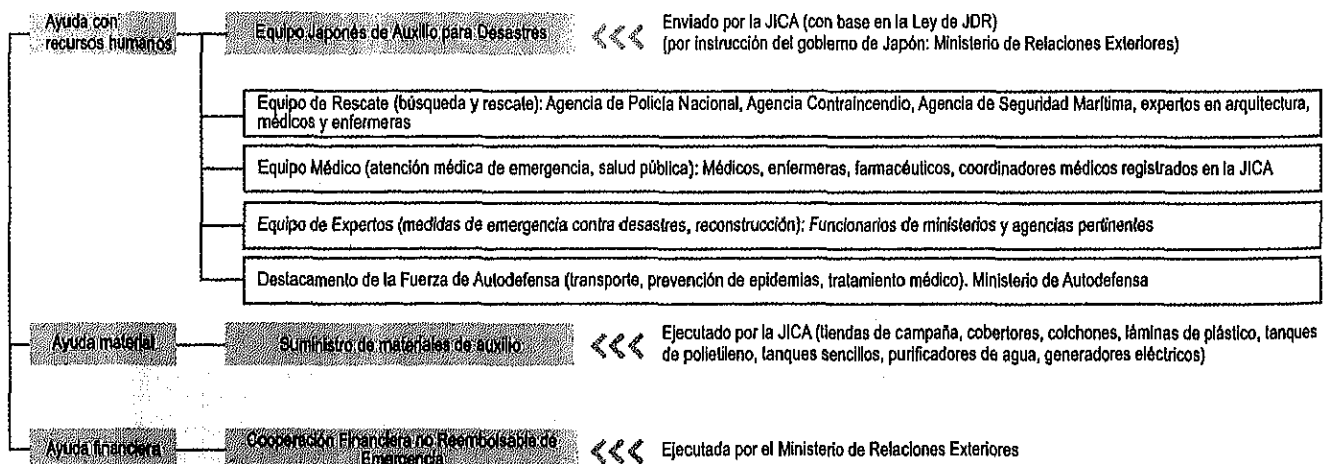 Ayuda con
recursos humanos
Equipo Japonés de Auxilio para Desastres
Enviado por la JICA (con base en la Ley de JDR)
(por instrucción del gobierno de Japón: Ministerio de Relaciones Exteriores)
Equipo de Rescate (búsqueda y rescate): Agencia de Policía Nacional, Agencia Contraincendio, Agencia de Seguridad Marítima, expertos en arquitectura,
médicos y enfermeras
Equipo Médico (atención médica de emergencia, salud pública): Médicos, enfermeras, farmacéuticos, coordinadores médicos registrados en la JICA
Equipo de Expertos (medidas de emergencia contra desastres, reconstrucción): Funcionarios de ministerios y agencias pertinentes
Destacamento de la Fuerza de Autodefensa (transporte, prevención de epidemias, tratamiento médico). Ministerio de Autodefensa
Ayuda material
Suministro de materiales de auxilio
Ejecutado por la JICA (tiendas de campaña, cobertores, colchones, láminas de plástico, tanques
de polietileno, tanques sencillos, purificadores de agua, generadores eléctricos)
Ayuda financiera
Cooperación Financiera no Reembolsable de
Emergencia
Ejecutada por el Ministerio de Relaciones Exteriores